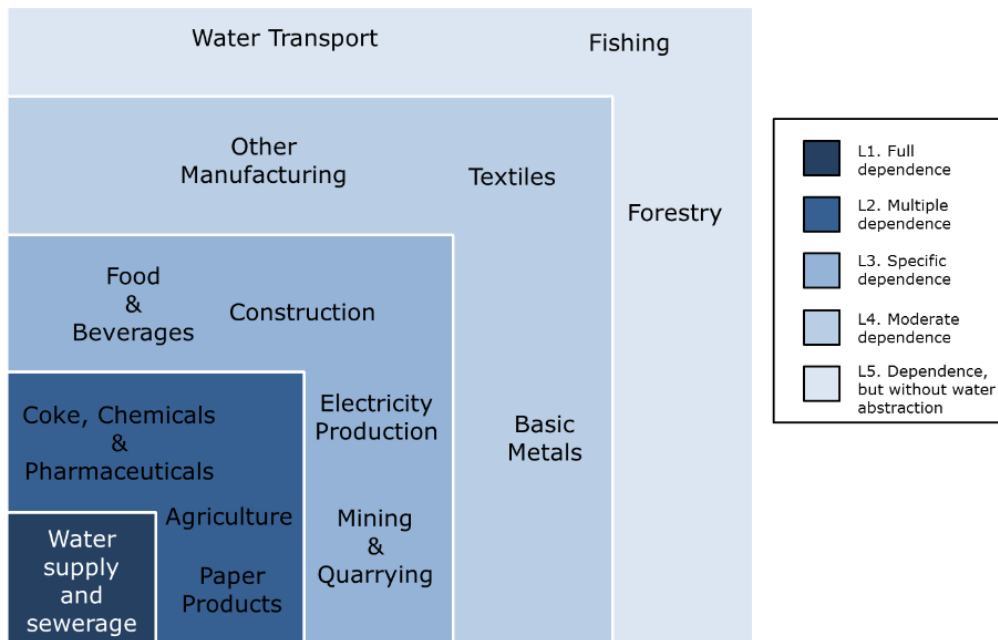 Water Transport
Fishing
Other
Manufacturing
Textiles
Forestry
Food
&
Beverages
Construction
Coke, Chemicals
&
Pharmaceuticals
Electricity
Production
Basic
Metals
Agriculture
Mining
&
Quarrying
Paper
Products
Water
supply
and
sewerage
L1. Full
dependence
L2. Multiple
dependence
L3. Specific
dependence
L4. Moderate
dependence
L5. Dependence,
but without water
abstraction